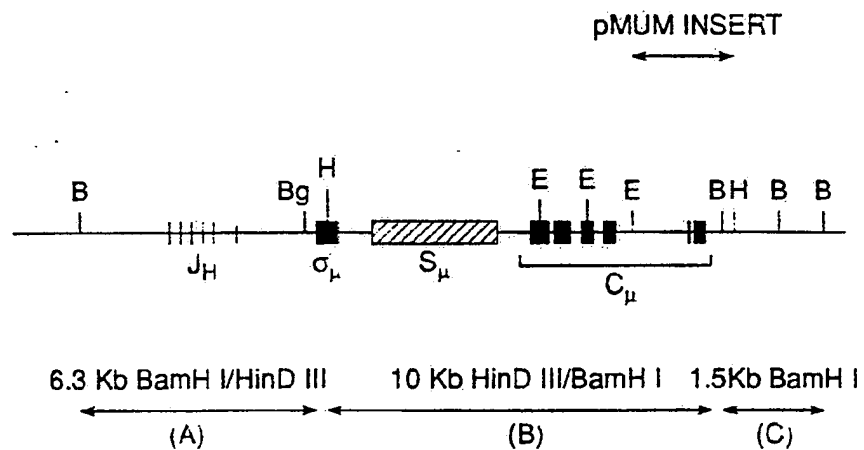 pMUM INSERT
B Bg H E E E B H B B
J_H σ_μ S_μ C_μ
6.3 Kb BamH I/HinD III 10 Kb HinD III/BamH I 1.5Kb BamH I
(A) (B) (C)